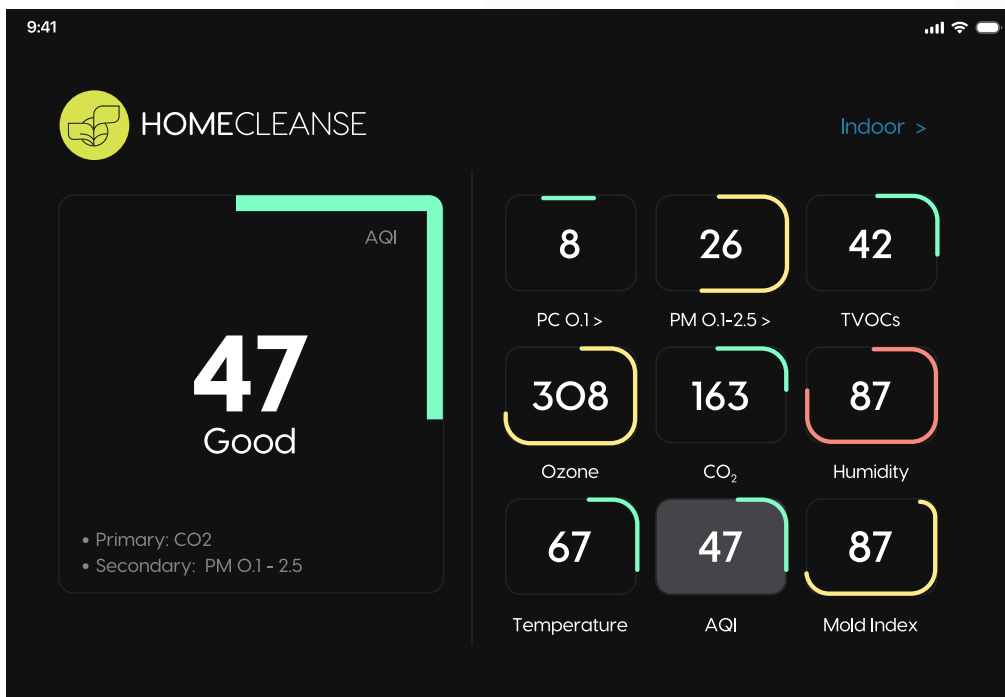 9:41
HOMECLEANSE
Indoor >
AQI
47
Good
• Primary: CO2
• Secondary: PM 0.1 - 2.5
8
26
42
PC 0.1 >
PM 0.1-2.5 >
TVOCs
308
163
87
Ozone
CO₂
Humidity
67
47
87
Temperature
AQI
Mold Index